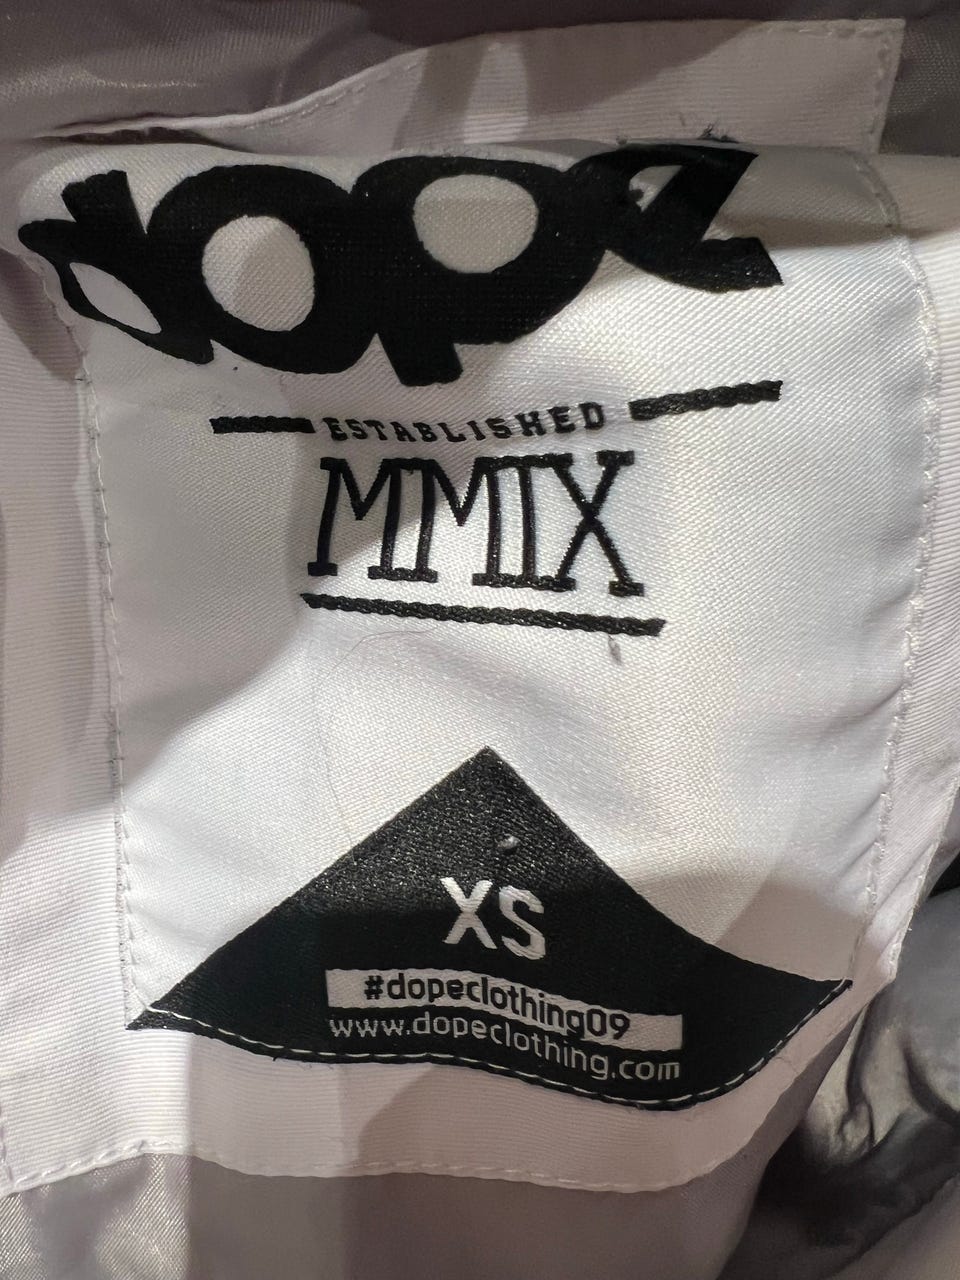 dope
ESTABLISHED
MMIX
XS
#dopeclothing09
www.dopeclothing.com